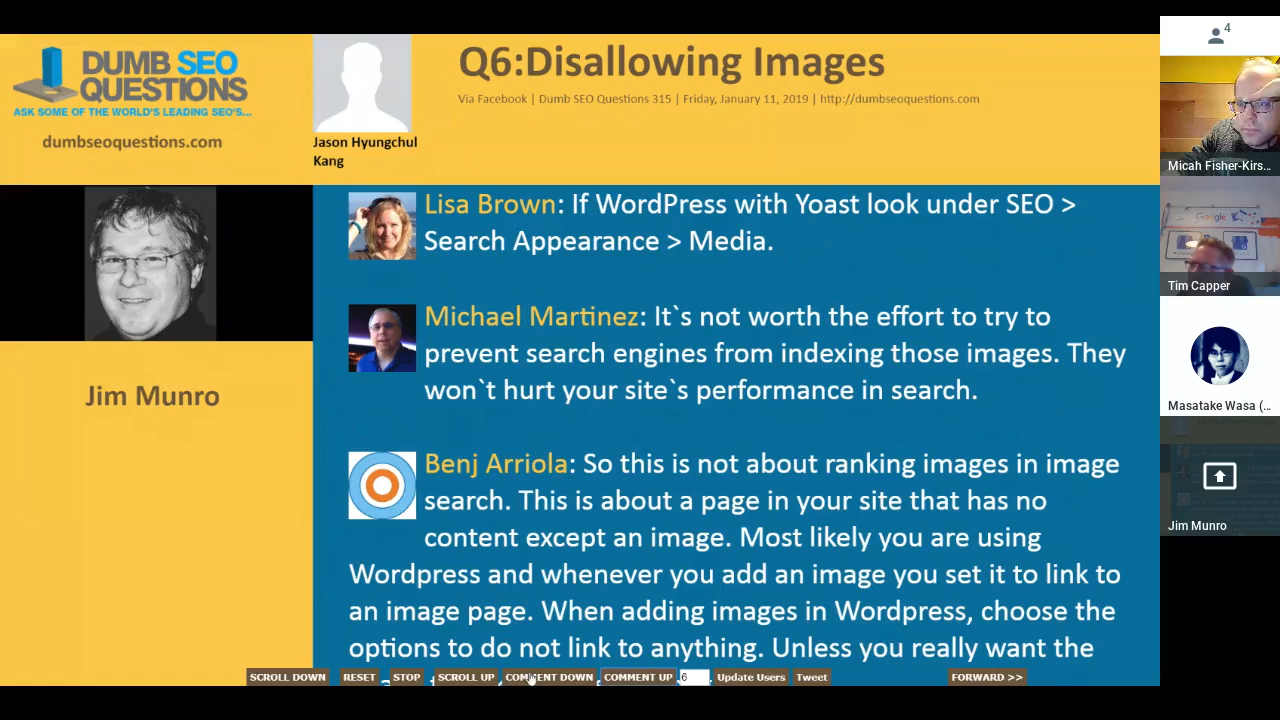 DUMB SEO
QUESTIONS
ASK SOME OF THE WORLD'S LEADING SEO'S...
dumbseoquestions.com
Jason Hyungchul
Kang
Q6:Disallowing Images
Via Facebook | Dumb SEO Questions 315 | Friday, January 11, 2019 | http://dumbseoquestions.com
Jim Munro
Lisa Brown: If WordPress with Yoast look under SEO >
Search Appearance > Media.
Michael Martinez: It`s not worth the effort to try to
prevent search engines from indexing those images. They
won`t hurt your site`s performance in search.
Benj Arriola: So this is not about ranking images in image
search. This is about a page in your site that has no
content except an image. Most likely you are using
Wordpress and whenever you add an image you set it to link to
an image page. When adding images in Wordpress, choose the
options to do not link to anything. Unless you really want the
SCROLL DOWN RESET STOP SCROLL UP COMMENT DOWN COMMENT UP 6 Update Users Tweet FORWARD >>
4
Micah Fisher-Kirs...
Google
Tim Capper
Masatake Wasa (...
Jim Munro